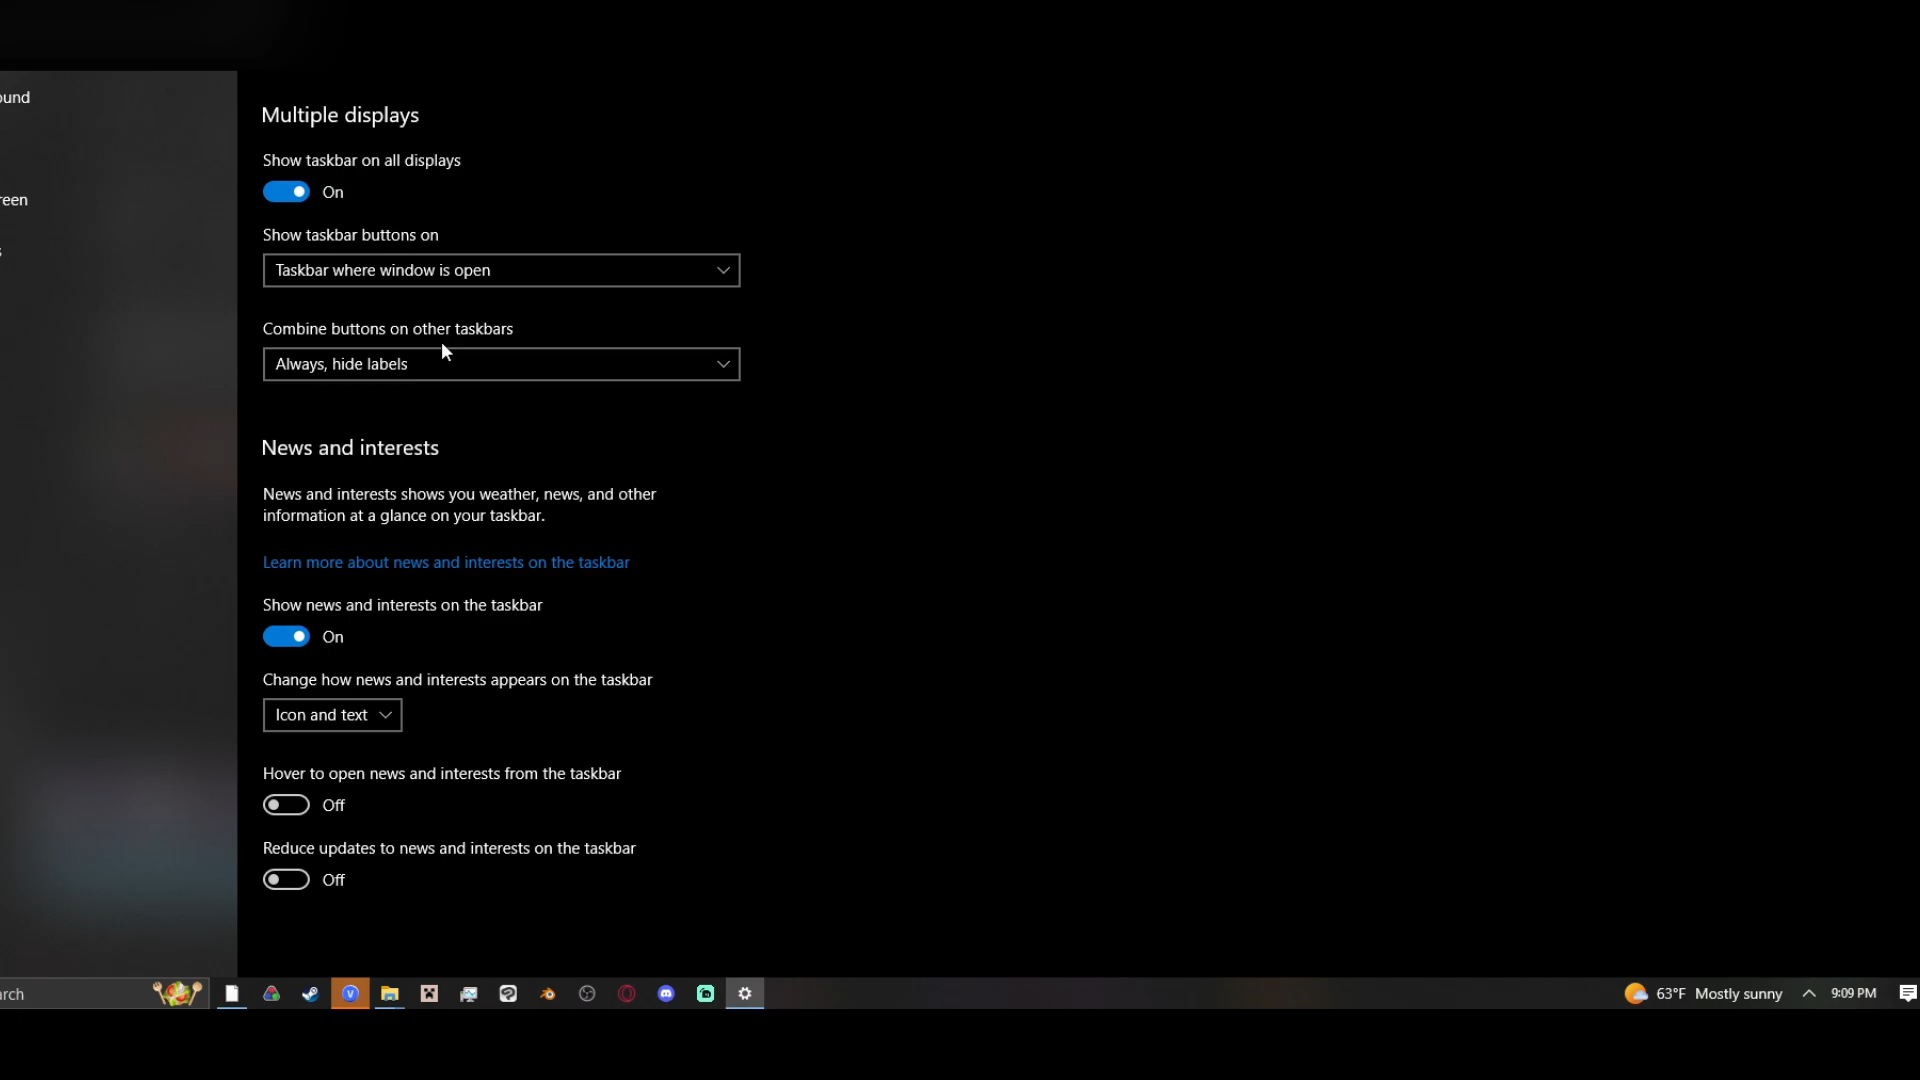 ound
reen
s
Multiple displays
Show taskbar on all displays
On
Show taskbar buttons on
Taskbar where window is open
Combine buttons on other taskbars
Always, hide labels
News and interests
News and interests shows you weather, news, and other
information at a glance on your taskbar.
Learn more about news and interests on the taskbar
Show news and interests on the taskbar
On
Change how news and interests appears on the taskbar
Icon and text
Hover to open news and interests from the taskbar
Off
Reduce updates to news and interests on the taskbar
Off
arch
V
63°F Mostly sunny
9:09 PM